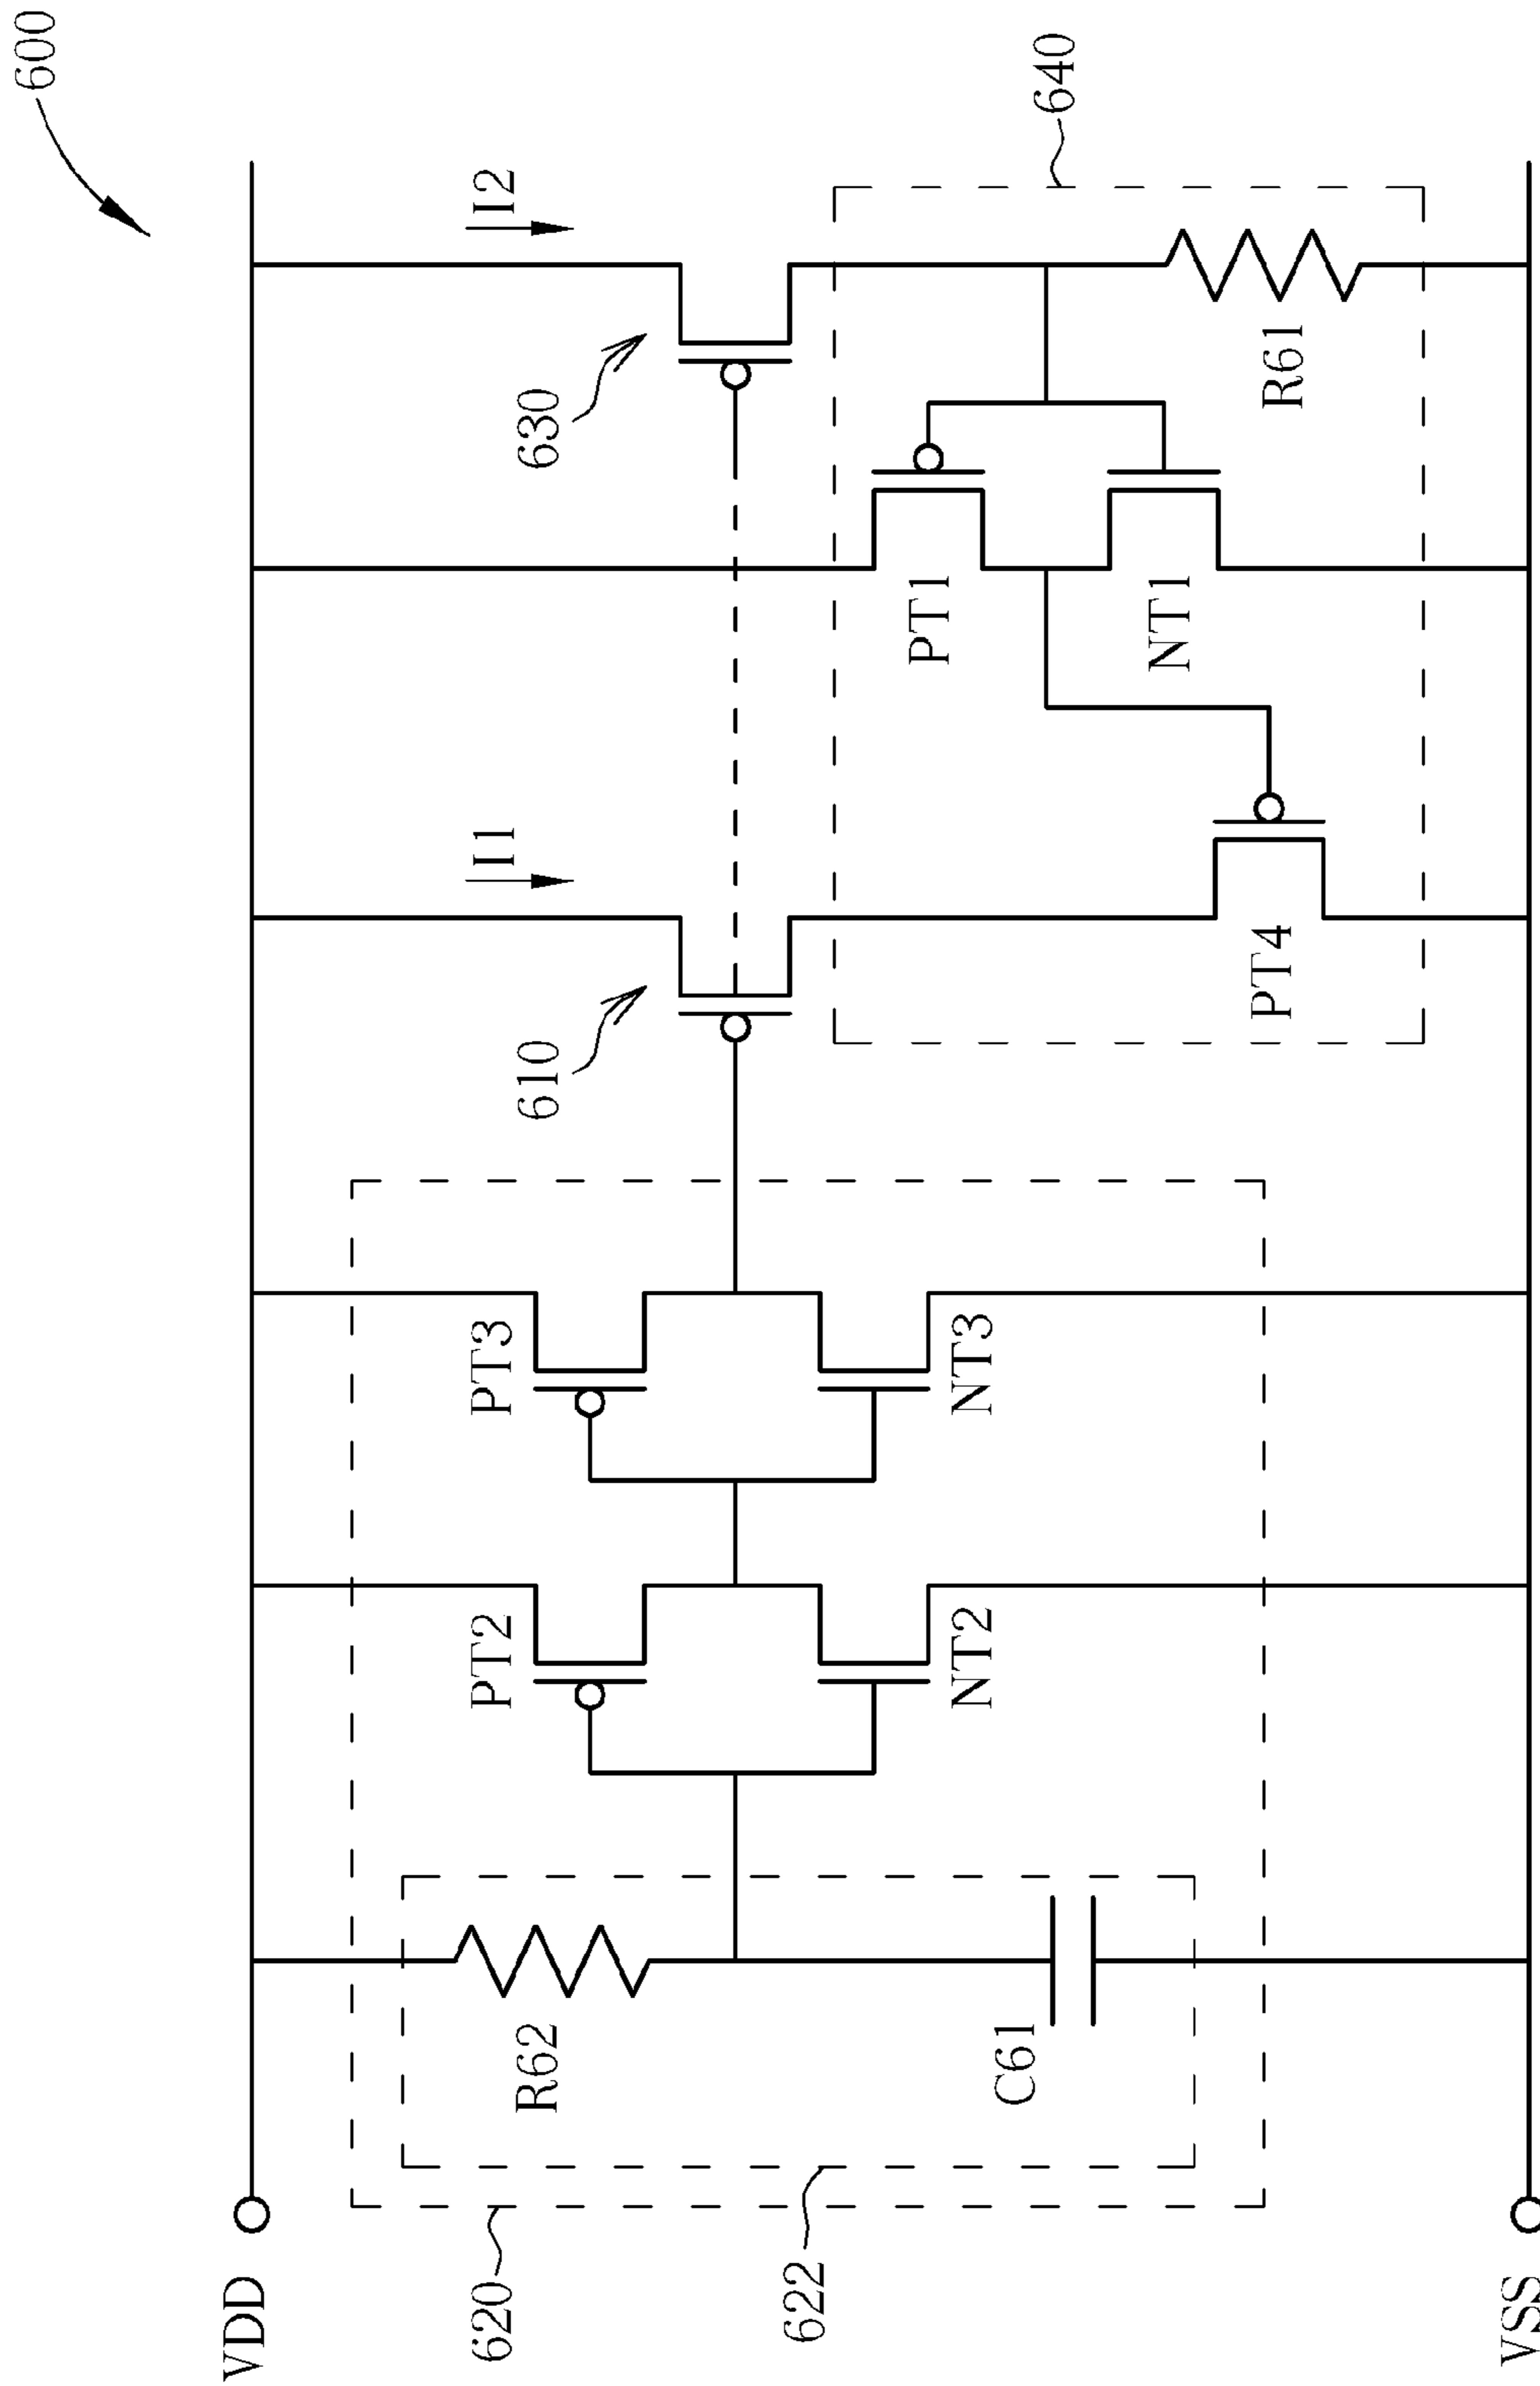 600
VDD
I2
I1
630
610
640
PT3
PT2
R62
620
622
PT1
NT1
R61
PT4
NT3
NT2
C61
VSS